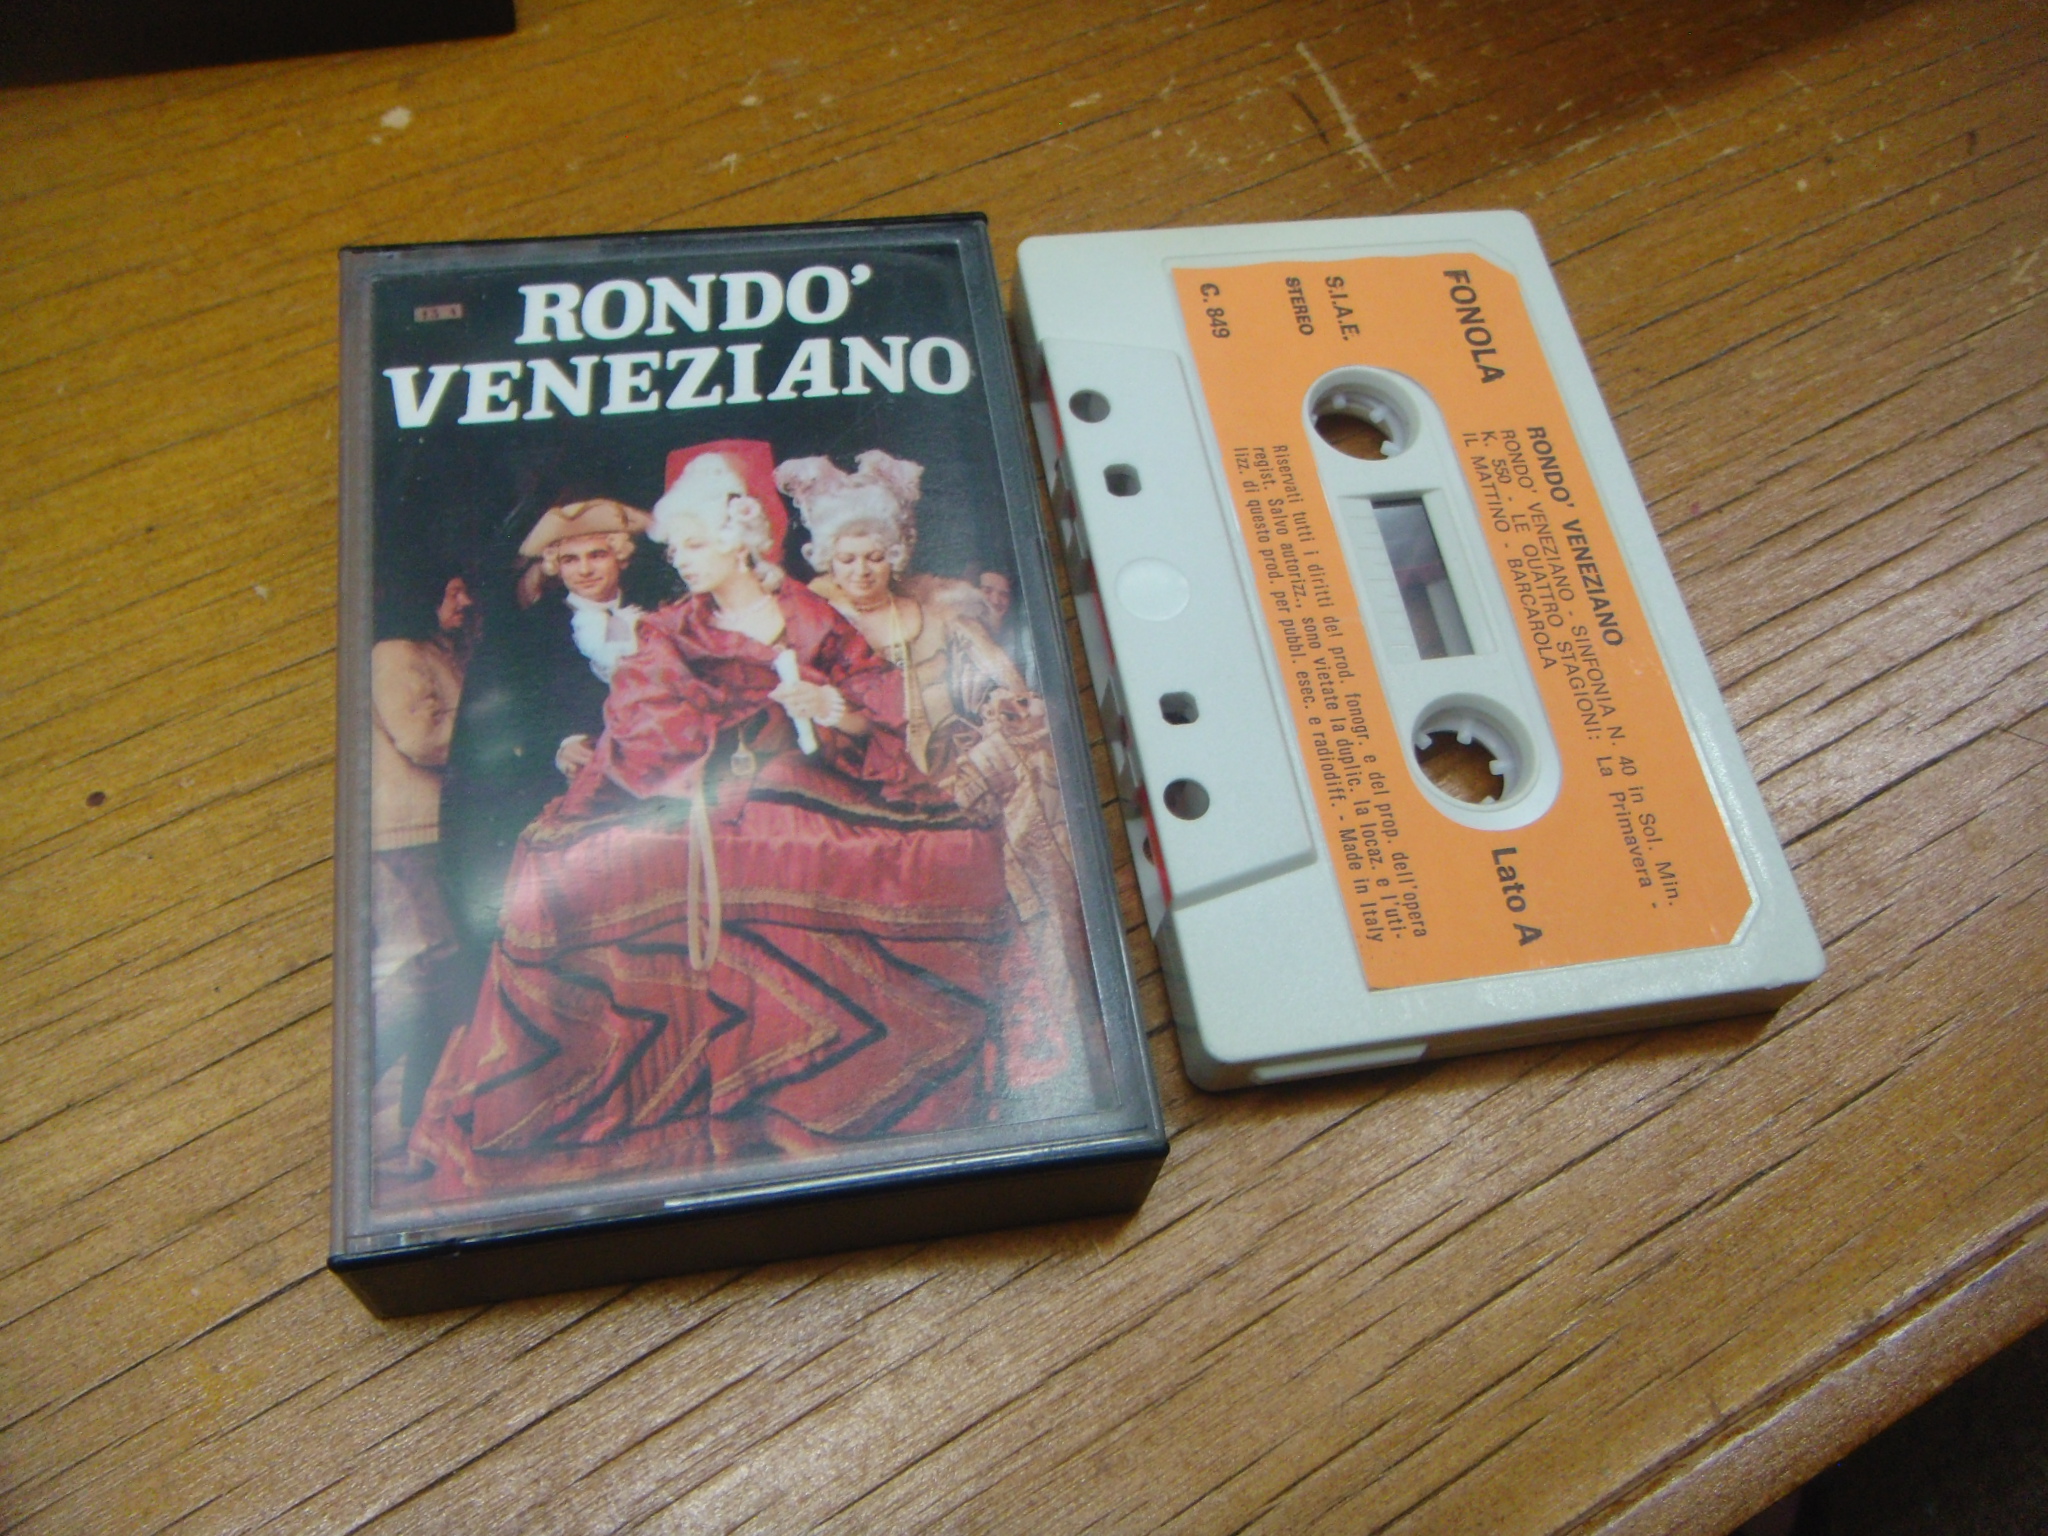 RONDO'
VENEZIANO
FONOLA
RONDO' VENEZIANO
RONDO' VENEZIANO - SINFONIA N. 40 in Sol. Min.
K. 550 - LE QUATTRO STAGIONI: La Primavera -
IL MATTINO - BARCAROLA
S.I.A.E.
STEREO
Lato A
C. 849
Riservati tutti i diritti del prod. fonogr. e del prop. dell'opera
regist. Salvo autorizz., sono vietate la duplic. la locaz. e l'uti-
lizz. di questo prod. per pubbl. esec. e radiodiff. - Made in Italy